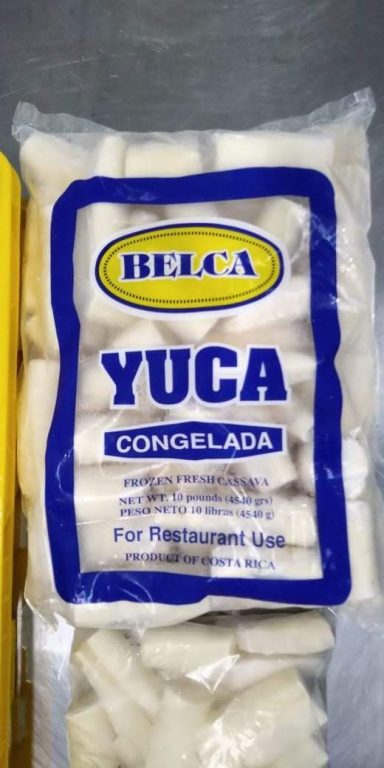 BELCA
YUCA
CONGELADA
FROZEN FRESH CASSAVA
NET WT. 10 pounds (4540 grs)
PESO NETO 10 libras (4540 g)
For Restaurant Use
PRODUCT OF COSTA RICA